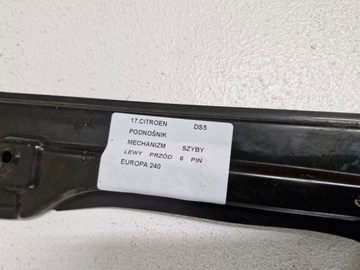 17.CITROEN DS5
PODNOŚNIK
MECHANIZM SZYBY
LEWY PRZÓD 6 PIN
EUROPA 240